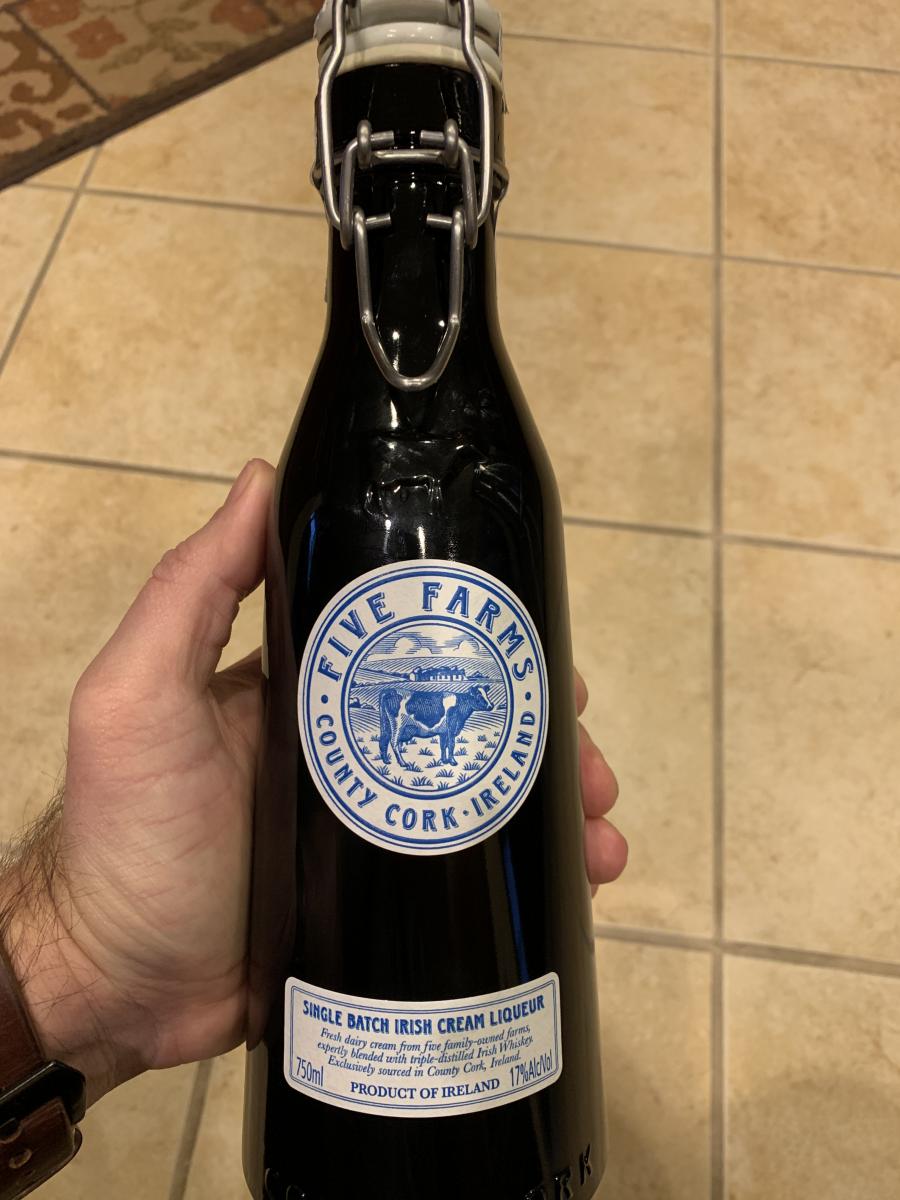 FIVE FARMS
COUNTY CORK · IRELAND
SINGLE BATCH IRISH CREAM LIQUEUR
Fresh dairy cream from five family-owned farms,
expertly blended with triple-distilled Irish Whiskey.
Exclusively sourced in County Cork, Ireland.
750ml
PRODUCT OF IRELAND
17%Alc/Vol